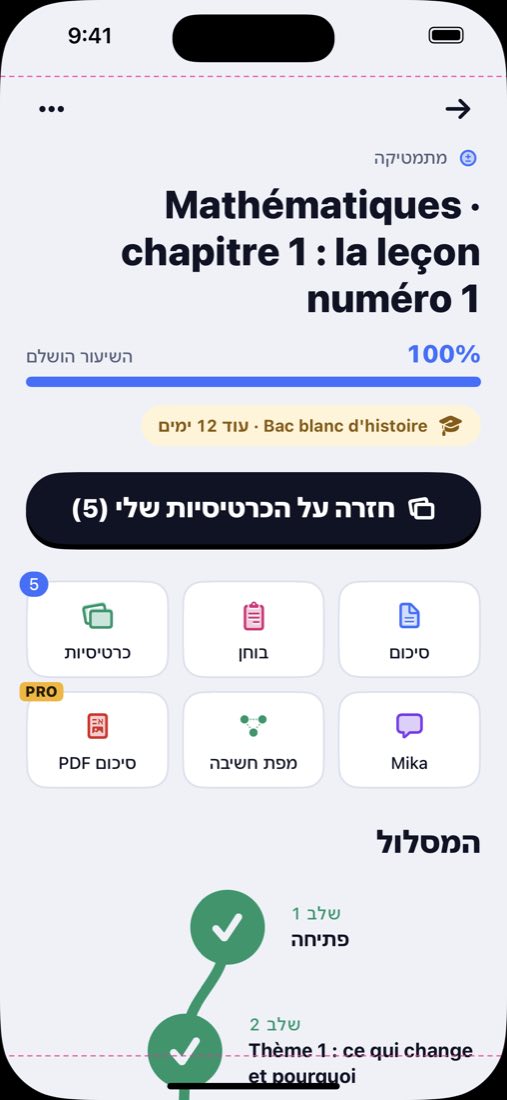 9:41
מתמטיקה
Mathématiques ·
chapitre 1 : la leçon
numéro 1
100%
השיעור הושלם
Bac blanc d'histoire · עוד 12 ימים
חזרה על הכרטיסיות שלי (5)
סיכום
בוחן
5
כרטיסיות
Mika
מפת חשיבה
PRO
סיכום PDF
המסלול
שלב 1
פתיחה
שלב 2
Thème 1 : ce qui change
et pourquoi